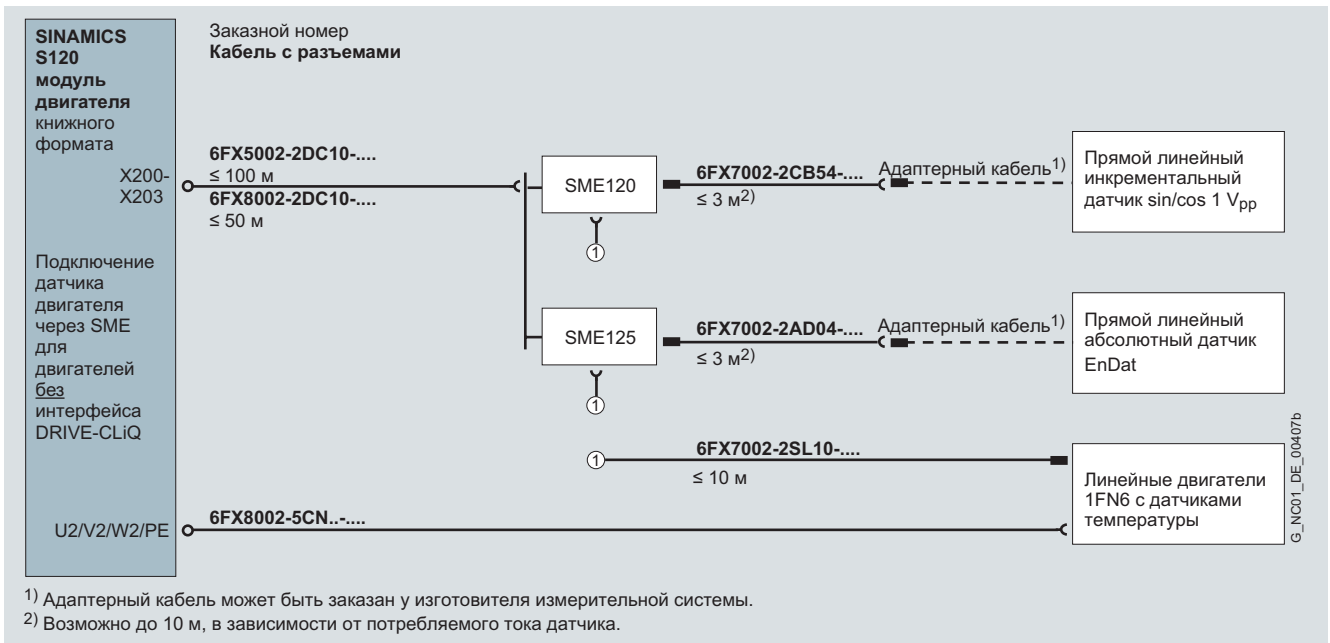 SINAMICS
S120
модуль
двигателя
книжного
формата
X200-
X203
Подключение
датчика
двигателя
через SME
для
двигателей
без
интерфейса
DRIVE-CLiQ
U2/V2/W2/PE
Заказной номер
Кабель с разъемами
6FX5002-2DC10-....
≤ 100 м
6FX8002-2DC10-....
≤ 50 м
SME120
1
6FX7002-2CB54-....
≤ 3 м2)
Адаптерный кабель1)
Прямой линейный
инкрементальный
датчик sin/cos 1 Vpp
SME125
1
6FX7002-2AD04-....
≤ 3 м2)
Адаптерный кабель1)
Прямой линейный
абсолютный датчик
EnDat
1
6FX7002-2SL10-....
≤ 10 м
6FX8002-5CN..-....
Линейные двигатели
1FN6 с датчиками
температуры
G_NC01_DE_00407b
1) Адаптерный кабель может быть заказан у изготовителя измерительной системы.
2) Возможно до 10 м, в зависимости от потребляемого тока датчика.